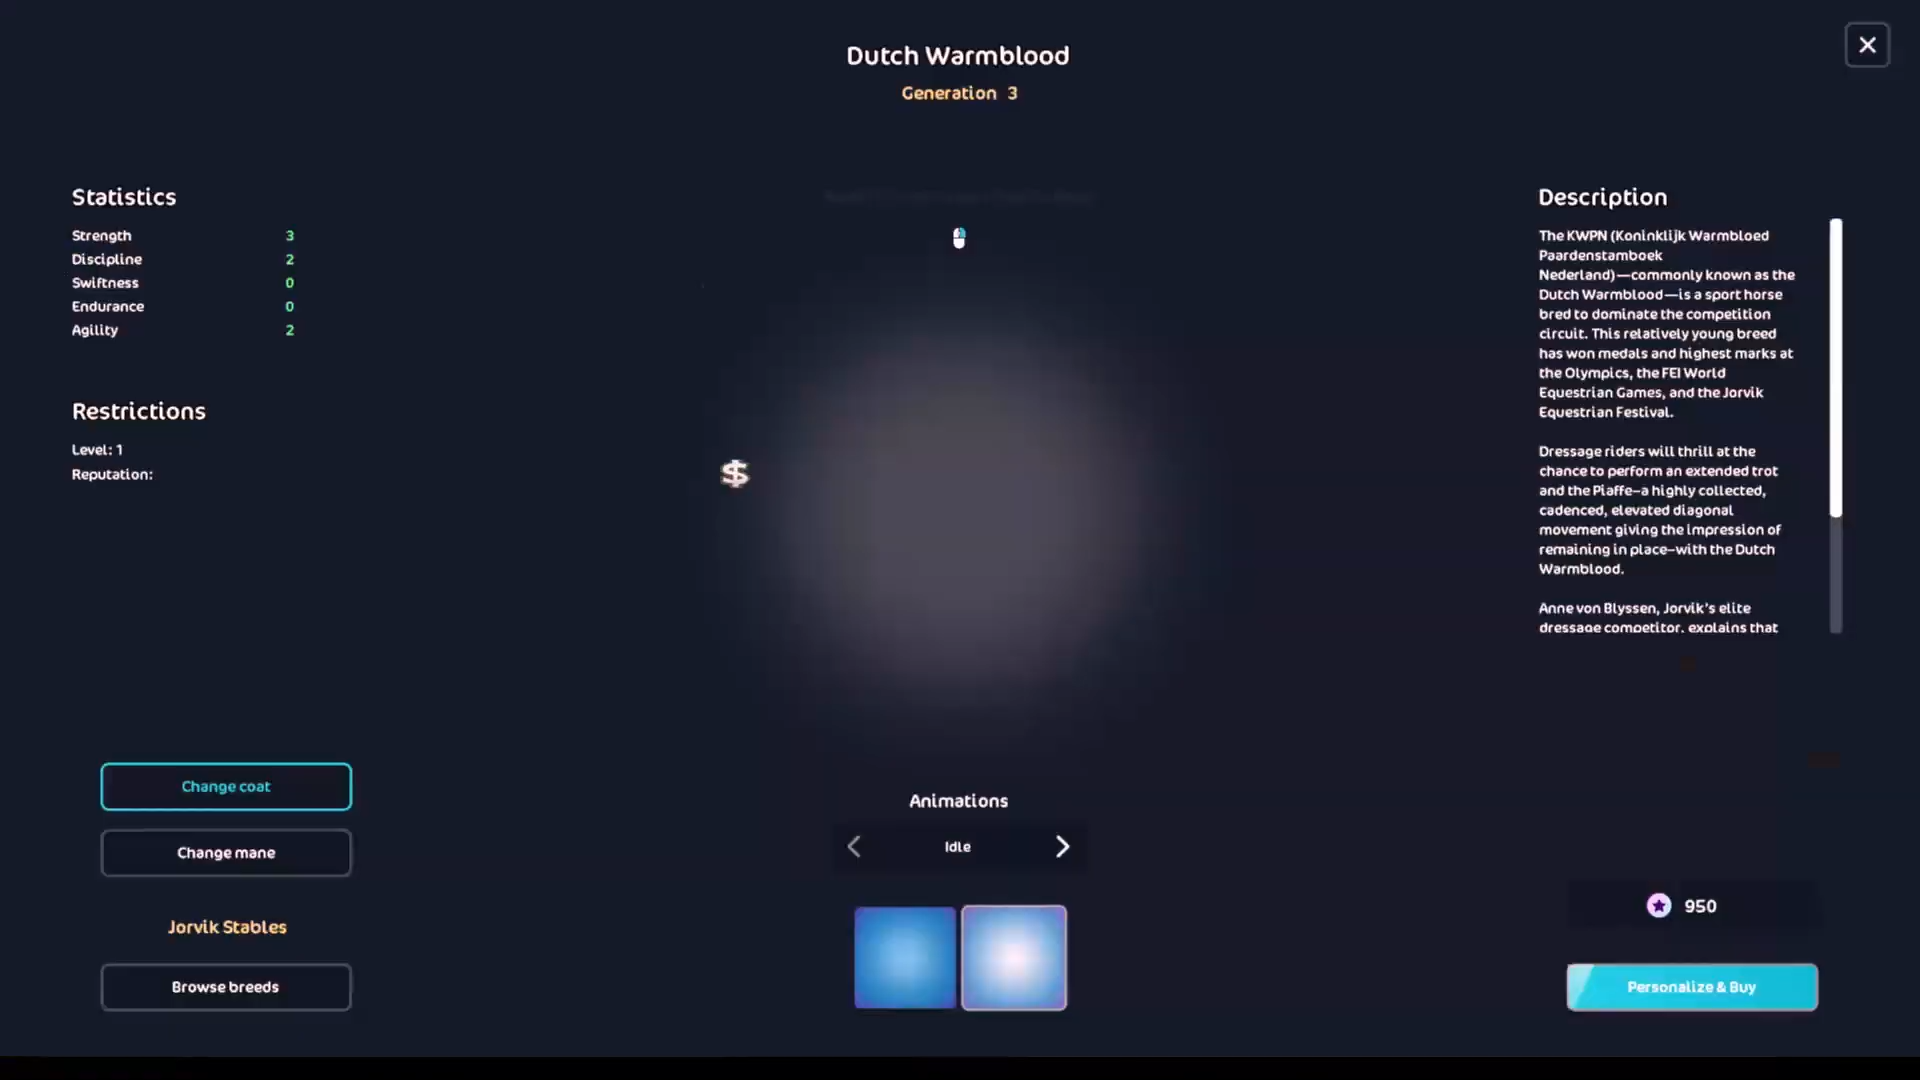 Dutch Warmblood
Generation 3
Statistics
Strength 3
Discipline 2
Swiftness 0
Endurance 0
Agility 2
Restrictions
Level: 1
Reputation:
$
Change coat
Change mane
Jorvik Stables
Browse breeds
Animations
Idle
Description
The KWPN (Koninklijk Warmbloed
Paardenstamboek
Nederland)—commonly known as the
Dutch Warmblood—is a sport horse
bred to dominate the competition
circuit. This relatively young breed
has won medals and highest marks at
the Olympics, the FEI World
Equestrian Games, and the Jorvik
Equestrian Festival.
Dressage riders will thrill at the
chance to perform an extended trot
and the Piaffe–a highly collected,
cadenced, elevated diagonal
movement giving the impression of
remaining in place–with the Dutch
Warmblood.
Anne von Blyssen, Jorvik's elite
dressage competitor, explains that
950
Personalize & Buy